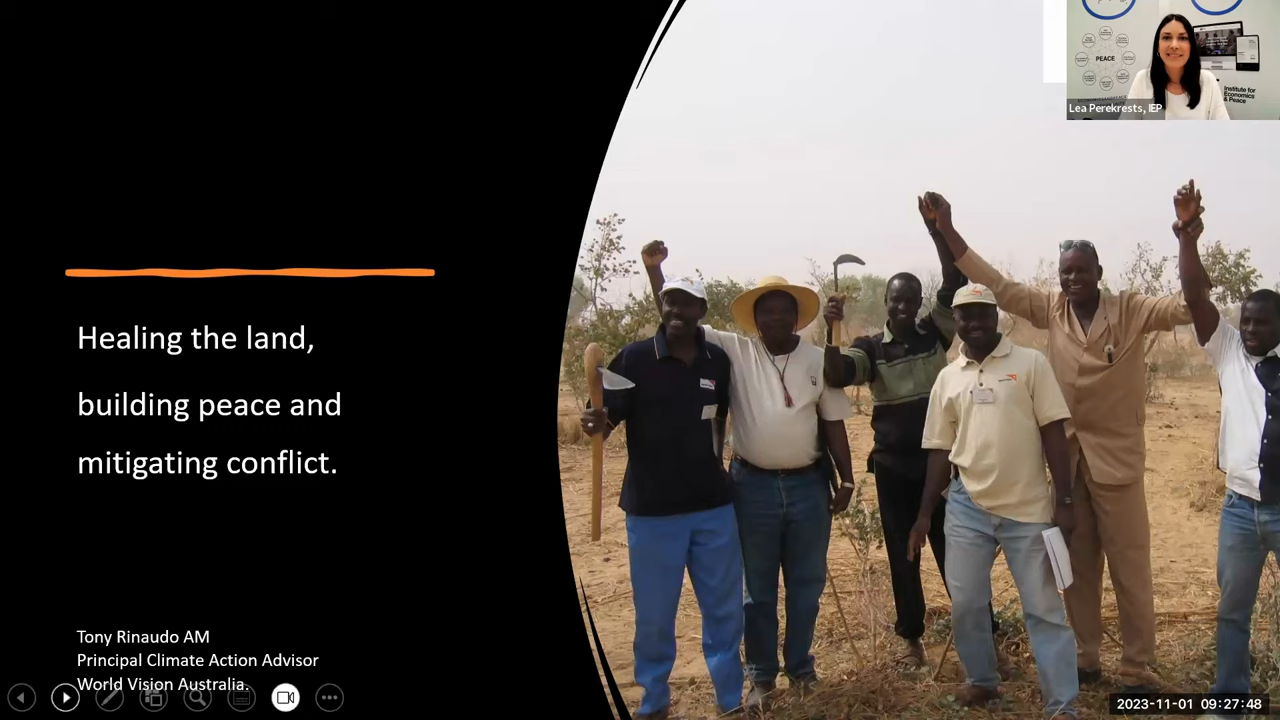 Healing the land,
building peace and
mitigating conflict.
Tony Rinaudo AM
Principal Climate Action Advisor
World Vision Australia.
PEACE
Institute for
Economics
& Peace
Lea Perekrests, IEP
2023-11-01 09:27:48